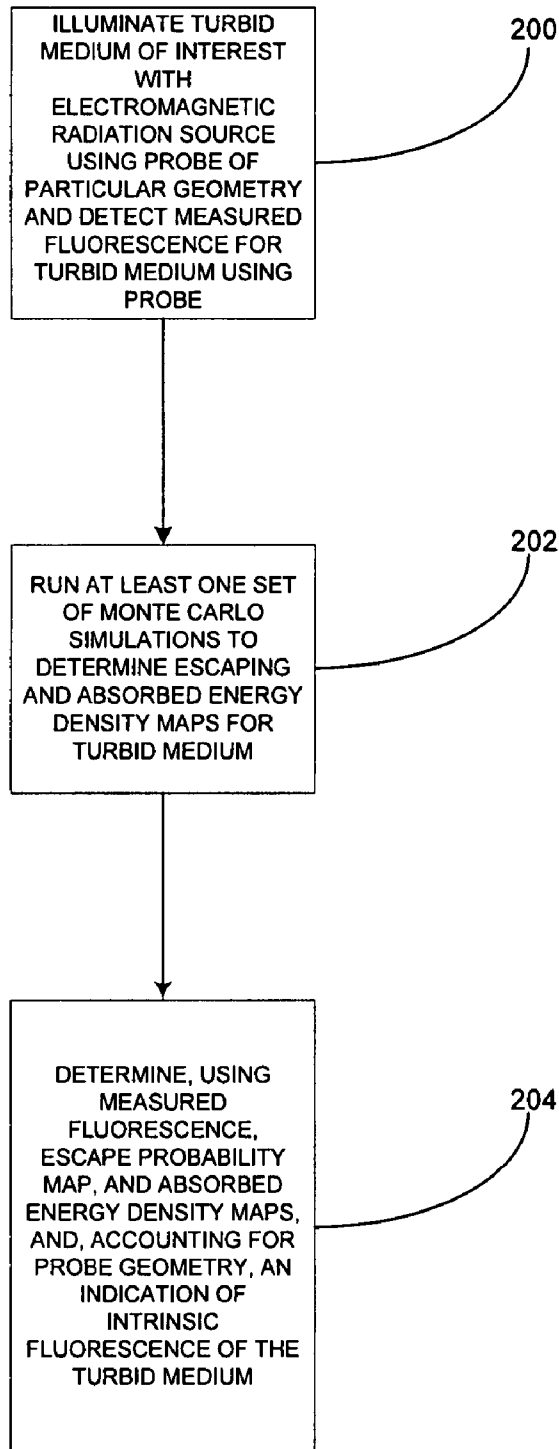 ILLUMINATE TURBID
MEDIUM OF INTEREST
WITH
ELECTROMAGNETIC
RADIATION SOURCE
USING PROBE OF
PARTICULAR GEOMETRY
AND DETECT MEASURED
FLUORESCENCE FOR
TURBID MEDIUM USING
PROBE
200
RUN AT LEAST ONE SET
OF MONTE CARLO
SIMULATIONS TO
DETERMINE ESCAPING
AND ABSORBED ENERGY
DENSITY MAPS FOR
TURBID MEDIUM
202
DETERMINE, USING
MEASURED
FLUORESCENCE,
ESCAPE PROBABILITY
MAP, AND ABSORBED
ENERGY DENSITY MAPS,
AND, ACCOUNTING FOR
PROBE GEOMETRY, AN
INDICATION OF
INTRINSIC
FLUORESCENCE OF THE
TURBID MEDIUM
204